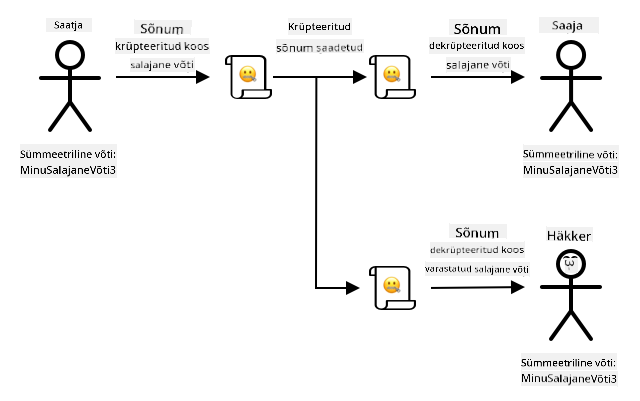 Saatja
Sõnum
krüpteeritud koos
salajane võti
Krüpteeritud
sõnum saadetud
Sõnum
dekrüpteeritud koos
salajane võti
Saaja
Sümmeetriline võti:
MinuSalajaneVõti3
Sümmeetriline võti:
MinuSalajaneVõti3
Sõnum
dekrüpteeritud koos
varastatud salajane võti
Häkker
Sümmeetriline võti:
MinuSalajaneVõti3